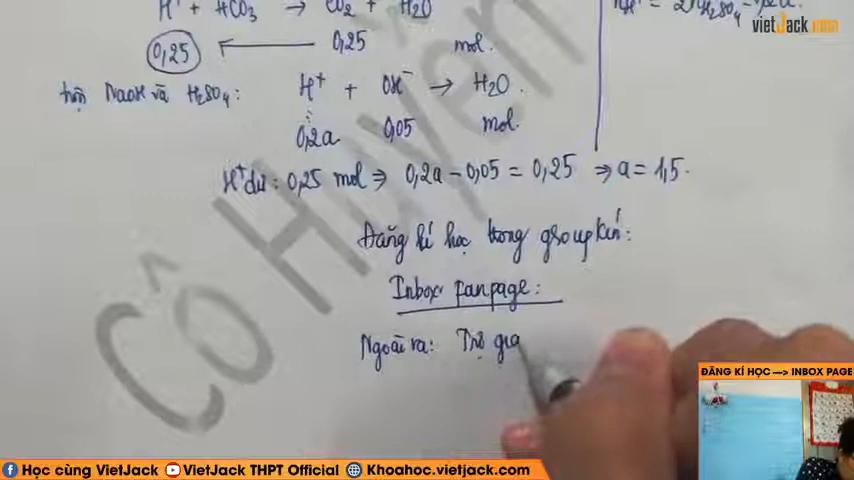 H⁺ + HCO₃⁻ → CO₂ + H₂O
0,25 ← 0,25 mol.
NaOH và H₂SO₄:
H⁺ + OH⁻ → H₂O.
0,2a 0,05 mol.
H⁺dư: 0,25 mol ⇒ 0,2a - 0,05 = 0,25 ⇒ a = 1,5.
Đăng kí học trong group kín:
Inbox fanpage:
Ngoài ra: Trợ gia
Cô Huyền
vietJack.com
ĐĂNG KÍ HỌC —> INBOX PAGE
Học cùng VietJack VietJack THPT Official Khoahoc.vietjack.com